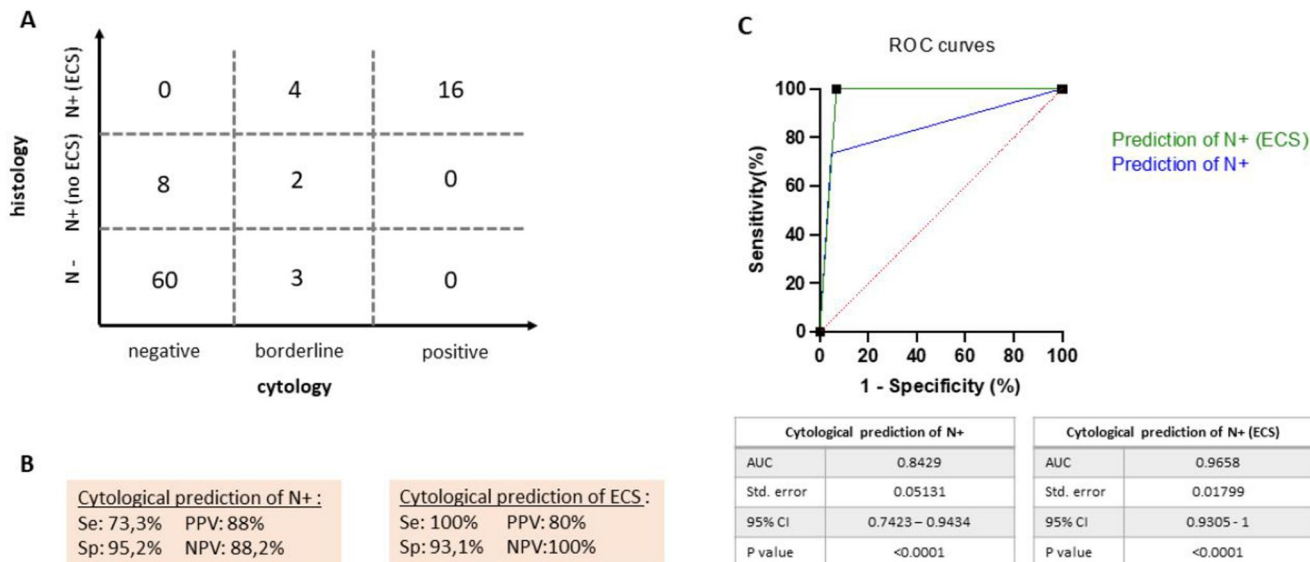 A
histology
N+ (ECS)
0 4 16
N+ (no ECS)
8 2 0
N -
60 3 0
negative borderline positive
cytology
B
Cytological prediction of N+ :
Se: 73,3% PPV: 88%
Sp: 95,2% NPV: 88,2%
Cytological prediction of ECS :
Se: 100% PPV: 80%
Sp: 93,1% NPV:100%
C
ROC curves
Sensitivity(%)
100
80
60
40
20
0
0 20 40 60 80 100
1 - Specificity (%)
Prediction of N+ (ECS)
Prediction of N+
Cytological prediction of N+
AUC 0.8429
Std. error 0.05131
95% CI 0.7423 – 0.9434
P value <0.0001
Cytological prediction of N+ (ECS)
AUC 0.9658
Std. error 0.01799
95% CI 0.9305 - 1
P value <0.0001